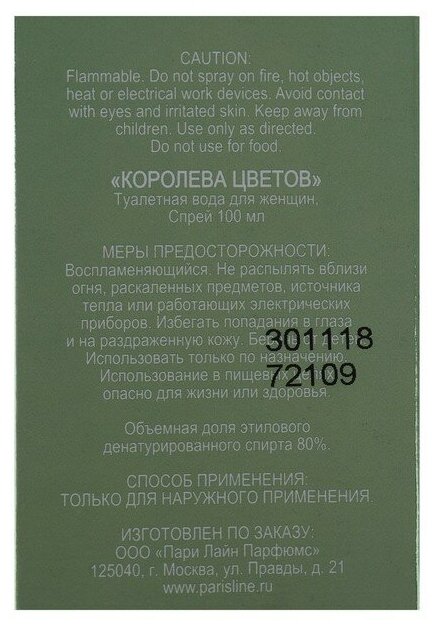 CAUTION:
Flammable. Do not spray on fire, hot objects,
heat or electrical work devices. Avoid contact
with eyes and irritated skin. Keep away from
children. Use only as directed.
Do not use for food.
«КОРОЛЕВА ЦВЕТОВ»
Туалетная вода для женщин.
Спрей 100 мл
МЕРЫ ПРЕДОСТОРОЖНОСТИ:
Воспламеняющийся. Не распылять вблизи
огня, раскаленных предметов, источника
тепла или работающих электрических
приборов. Избегать попадания в глаза
и на раздраженную кожу. от детей.
301118
Использовать только по назначению.
72109
Использование в пищевых целях
опасно для жизни или здоровья.
Объемная доля этилового
денатурированного спирта 80%.
СПОСОБ ПРИМЕНЕНИЯ:
ТОЛЬКО ДЛЯ НАРУЖНОГО ПРИМЕНЕНИЯ.
ИЗГОТОВЛЕН ПО ЗАКАЗУ:
ООО «Пари Лайн Парфюмс»
125040, г. Москва, ул. Правды, д. 21
www.parisline.ru